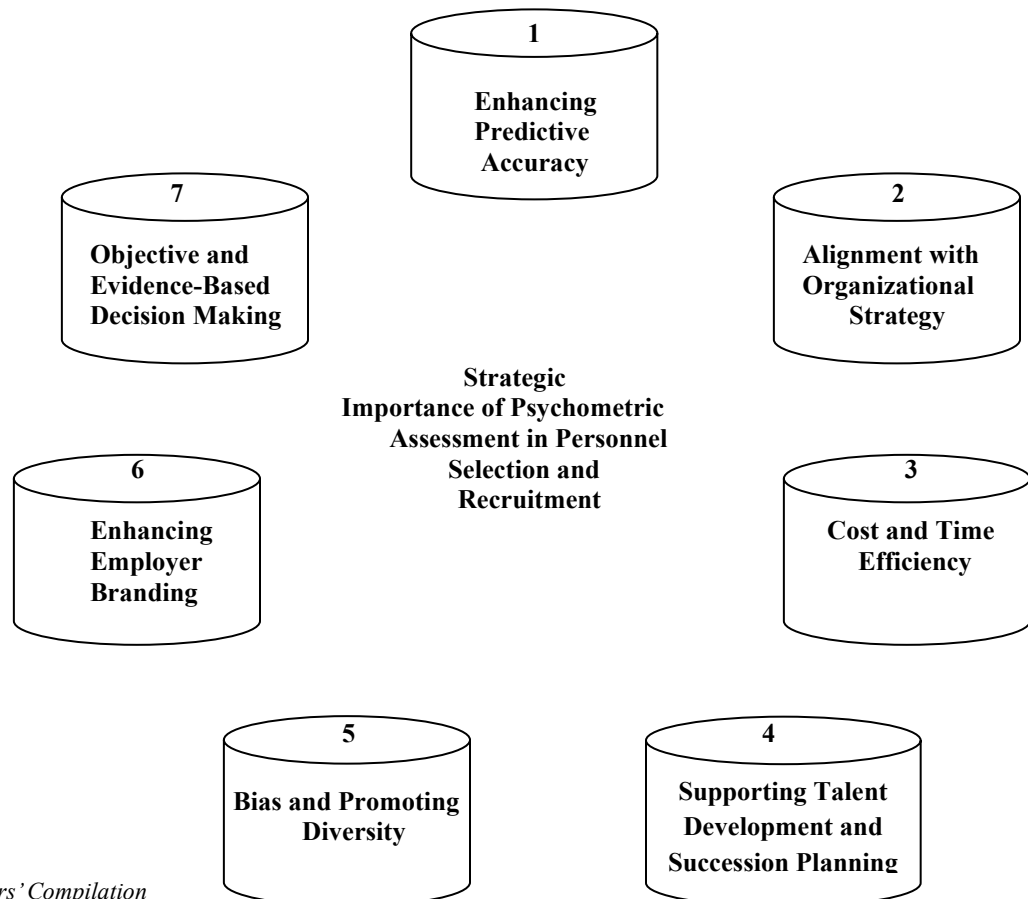 1
Enhancing
Predictive
Accuracy
7
Objective and
Evidence-Based
Decision Making
2
Alignment with
Organizational
Strategy
Strategic
Importance of Psychometric
Assessment in Personnel
Selection and
Recruitment
6
Enhancing
Employer
Branding
3
Cost and Time
Efficiency
5
Bias and Promoting
Diversity
4
Supporting Talent
Development and
Succession Planning
rs’ Compilation